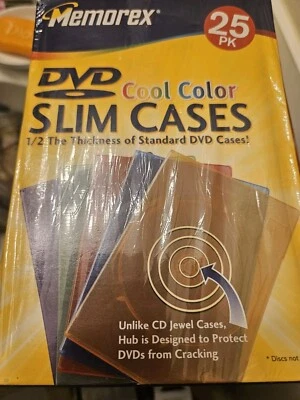 Memorex®
25
PK
DVD
Cool Color
SLIM CASES
1/2 The Thickness of Standard DVD Cases!
Unlike CD Jewel Cases,
Hub is Designed to Protect
DVDs from Cracking
* Discs not